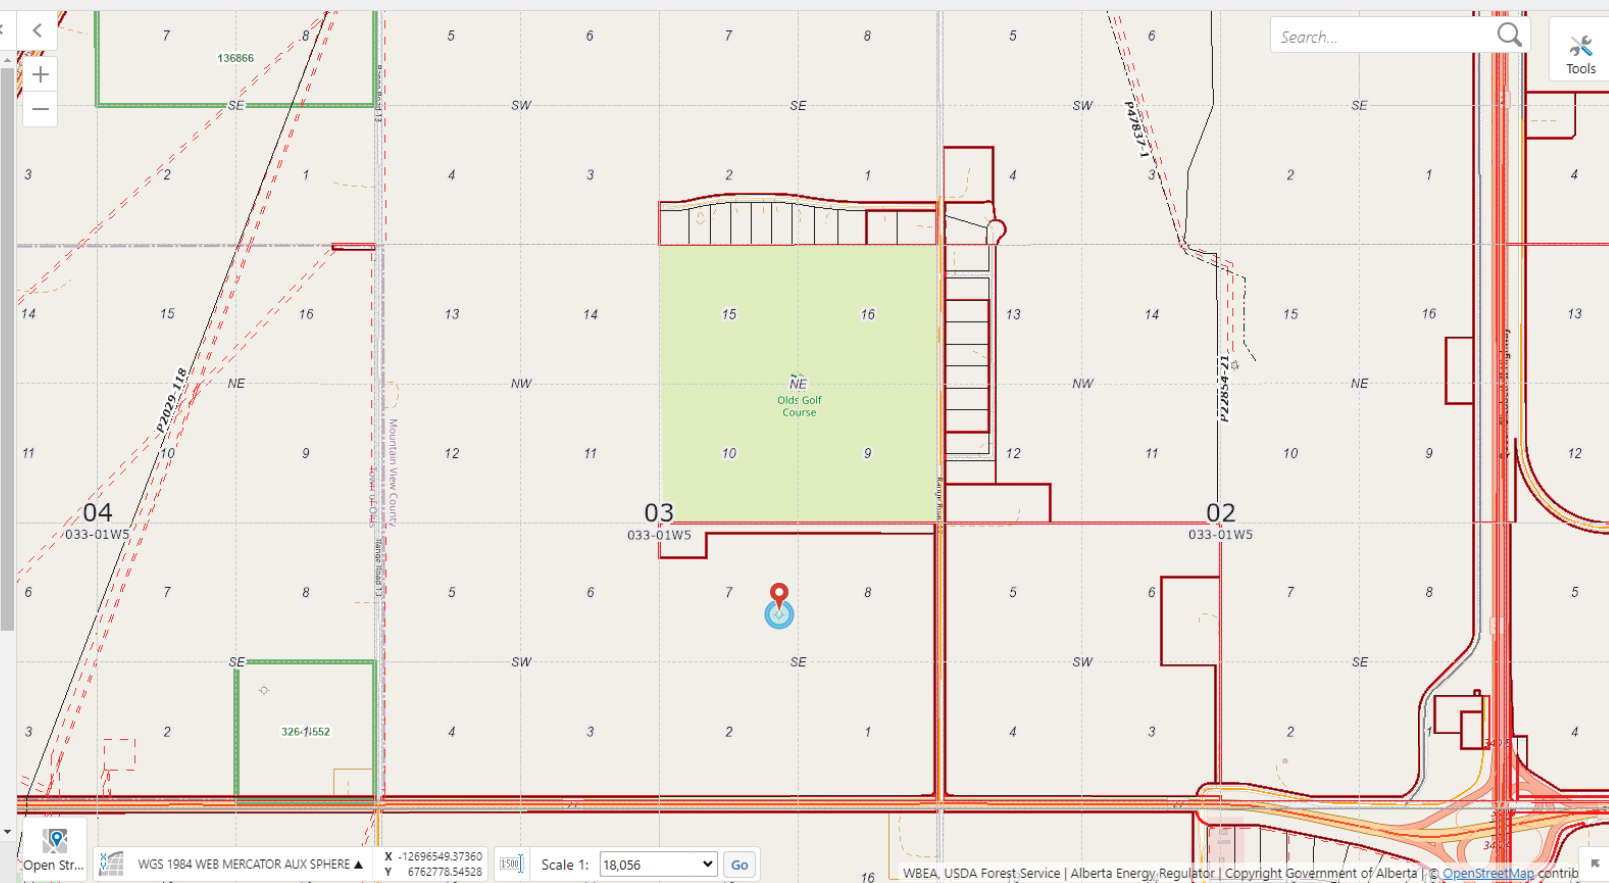 7 8 5 6 7 8 5 6
Search...
Tools
136866
SE SW SE SW SE
P47837-1
3 2 1 4 3 2 1 4 3 2 1 4
14 15 16 13 14 15 16 13 14 15 16 13
P2029-118
NE NW NE NW NE
Olds Golf
Course
P22854-21
Mountain View County
Town of Olds
11 10 9 12 11 10 9 12 11 10 9 12
Range Road 13
04 03 02
033-01W5 033-01W5 033-01W5
6 7 8 5 6 7 8 5 6 7 8 5
SE SW SE SW SE
3 2 4 3 2 1 4 3 2 1 4
16
Open Str...
WGS 1984 WEB MERCATOR AUX SPHERE
X -12696549.37360
Y 6762778.54528
1:500
Scale 1:
18,056
Go
WBEA, USDA Forest Service | Alberta Energy Regulator | Copyright Government of Alberta | © OpenStreetMap contrib